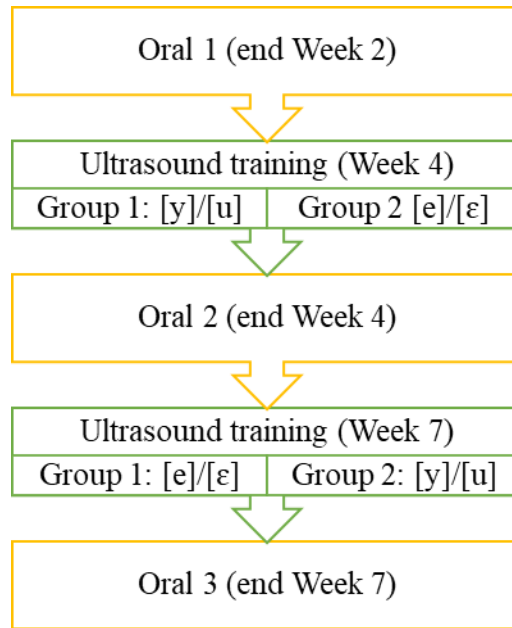 Oral 1 (end Week 2)
Ultrasound training (Week 4)
Group 1: [y]/[u] Group 2 [e]/[ɛ]
Oral 2 (end Week 4)
Ultrasound training (Week 7)
Group 1: [e]/[ɛ] Group 2: [y]/[u]
Oral 3 (end Week 7)